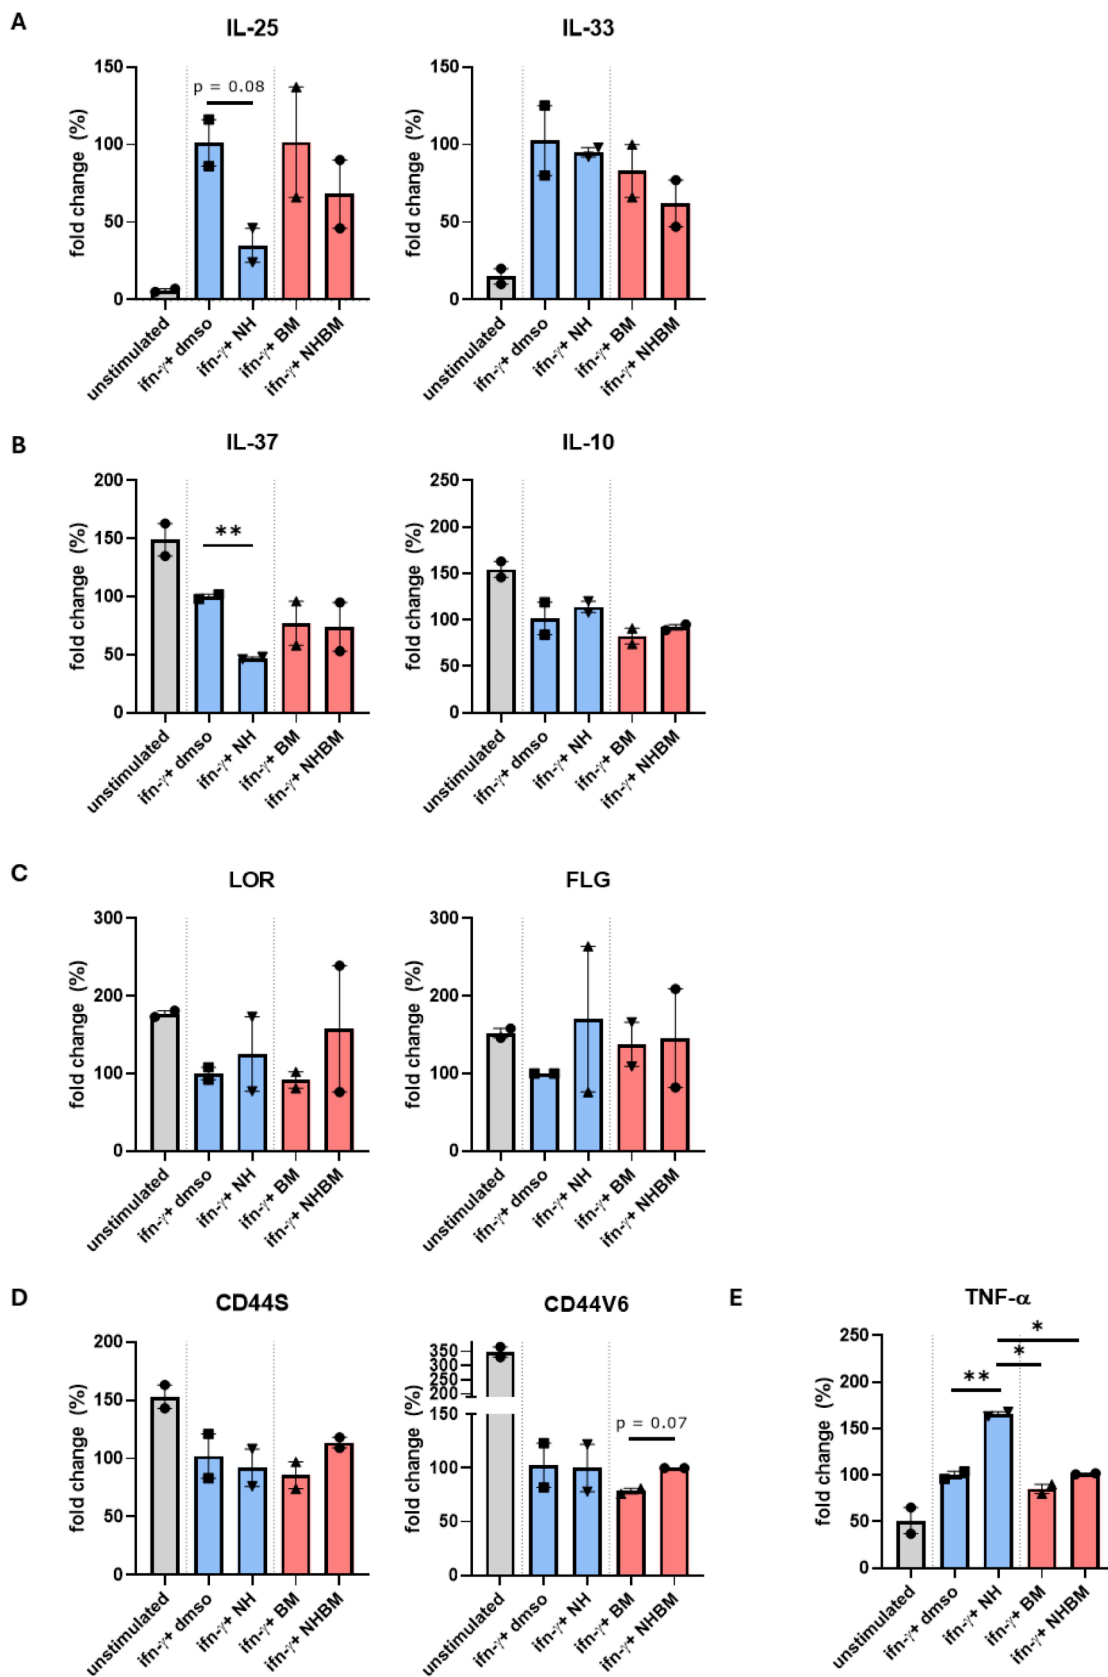 A
IL-25
IL-33
fold change (%)
150
100
50
0
p = 0.08
unstimulated
ifn-γ+ dmso
ifn-γ+ NH
ifn-γ+ BM
ifn-γ+ NHBM
fold change (%)
150
100
50
0
unstimulated
ifn-γ+ dmso
ifn-γ+ NH
ifn-γ+ BM
ifn-γ+ NHBM
B
IL-37
IL-10
fold change (%)
200
150
100
50
0
**
unstimulated
ifn-γ+ dmso
ifn-γ+ NH
ifn-γ+ BM
ifn-γ+ NHBM
fold change (%)
250
200
150
100
50
0
unstimulated
ifn-γ+ dmso
ifn-γ+ NH
ifn-γ+ BM
ifn-γ+ NHBM
C
LOR
FLG
fold change (%)
300
200
100
0
unstimulated
ifn-γ+ dmso
ifn-γ+ NH
ifn-γ+ BM
ifn-γ+ NHBM
fold change (%)
300
200
100
0
unstimulated
ifn-γ+ dmso
ifn-γ+ NH
ifn-γ+ BM
ifn-γ+ NHBM
D
CD44S
CD44V6
E
TNF-α
fold change (%)
200
150
100
50
0
unstimulated
ifn-γ+ dmso
ifn-γ+ NH
ifn-γ+ BM
ifn-γ+ NHBM
fold change (%)
350
300
250
200
150
100
50
0
p = 0.07
unstimulated
ifn-γ+ dmso
ifn-γ+ NH
ifn-γ+ BM
ifn-γ+ NHBM
fold change (%)
250
200
150
100
50
0
*
*
**
unstimulated
ifn-γ+ dmso
ifn-γ+ NH
ifn-γ+ BM
ifn-γ+ NHBM